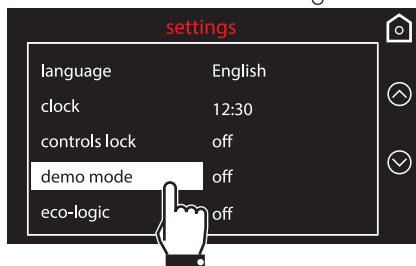 settings
language English
clock 12:30
controls lock off
demo mode off
eco-logic off